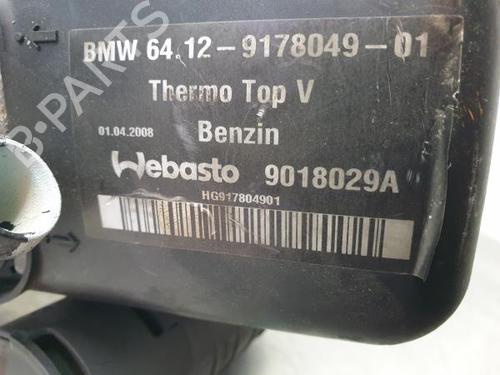 BMW 64.12-9178049-01
Thermo Top V
01.04.2008 Benzin
Webasto 9018029A
HG917804901
B-PARTS